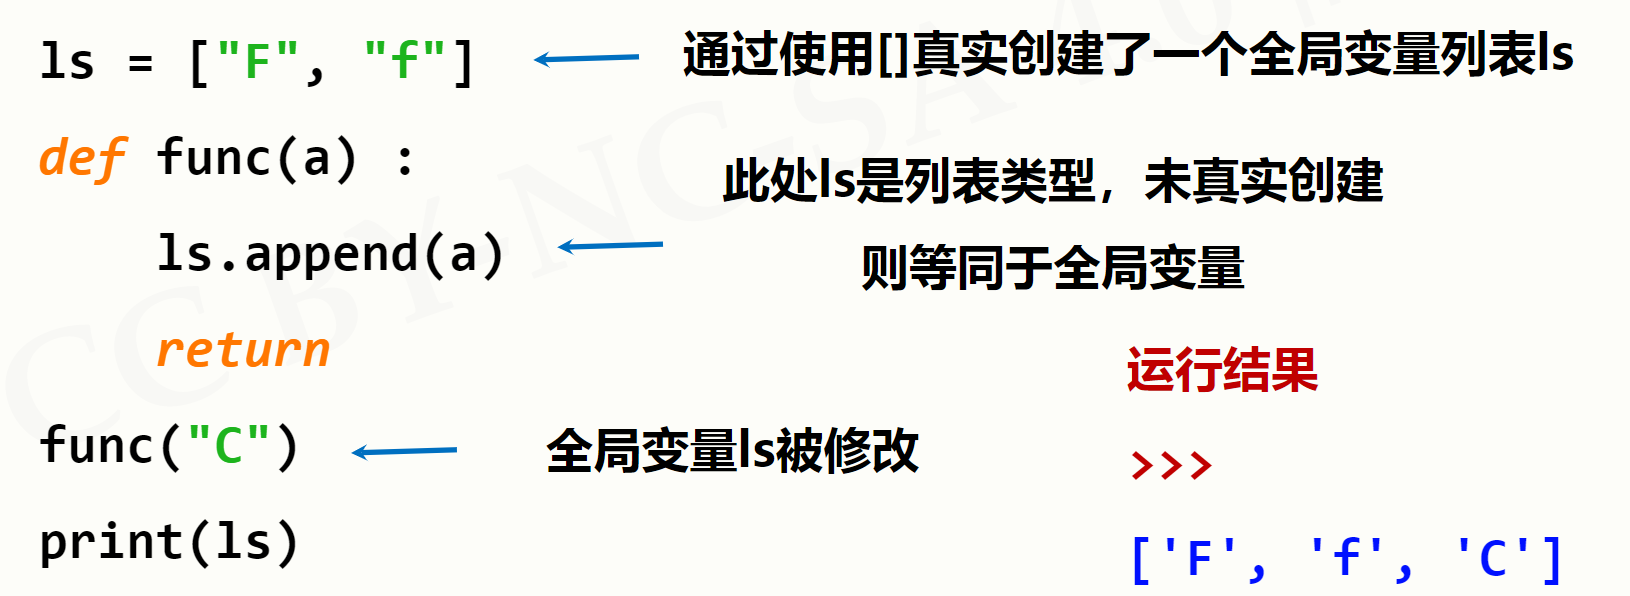 ls = ["F", "f"]
通过使用[]真实创建了一个全局变量列表ls
def func(a) :
此处ls是列表类型，未真实创建
ls.append(a)
则等同于全局变量
return
运行结果
func("C")
全局变量ls被修改
>>>
print(ls)
['F', 'f', 'C']
CC BY-NC-SA 4.0